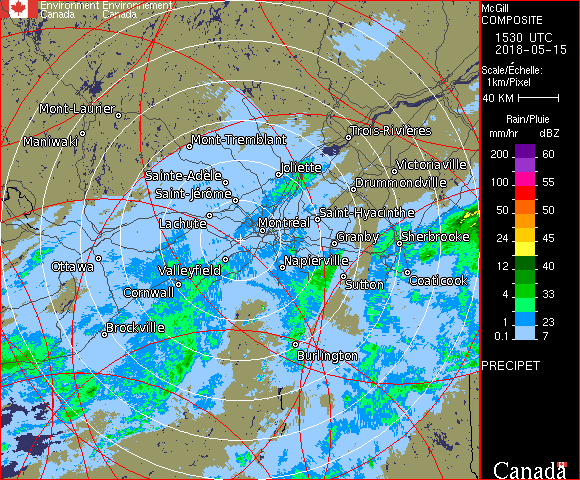 Environment Environnement
Canada Canada
McGill
COMPOSITE
1530 UTC
2018-05-15
Scale/Échelle:
1km/Pixel
40 KM
Rain/Pluie
mm/hr dBZ
200 60
100 55
75 50
50 45
24 45
12 40
4 33
1 23
0.1 7
PRECIPET
Canada
Mont-Laurier
Maniwaki
Mont-Tremblant
Trois-Rivières
Joliette
Victoriaville
Sainte-Adèle
Drummondville
Saint-Jérôme
Lachute
Saint-Hyacinthe
Montréal
Granby
Sherbrooke
Ottawa
Valleyfield
Napierville
Coaticook
Cornwall
Sutton
Brockville
Burlington